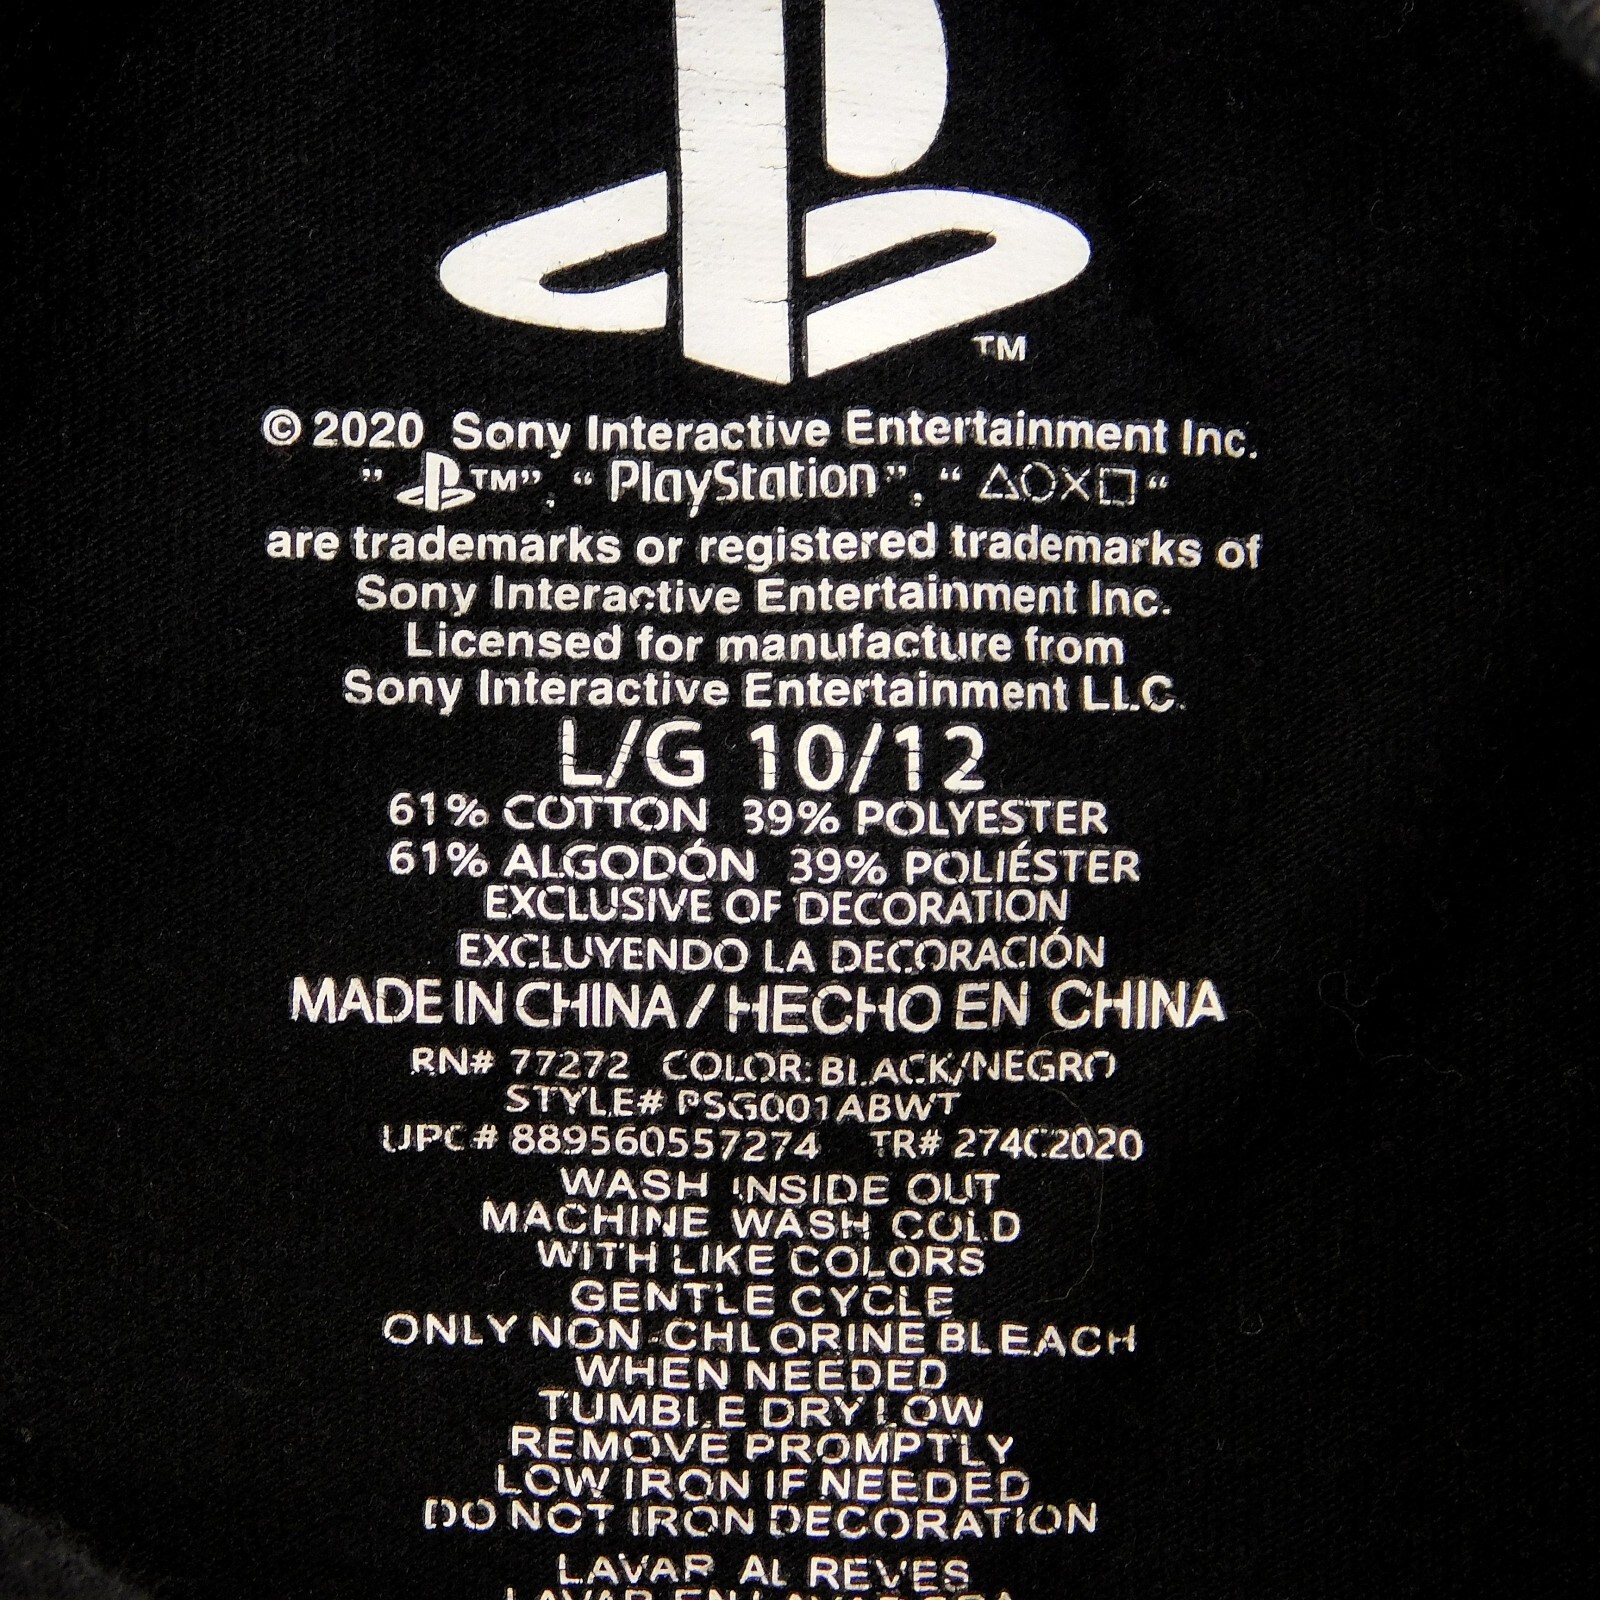 TM
© 2020 Sony Interactive Entertainment Inc.
" TM", " PlayStation ", " △○✕□ "
are trademarks or registered trademarks of
Sony Interactive Entertainment Inc.
Licensed for manufacture from
Sony Interactive Entertainment LLC.
L/G 10/12
61% COTTON 39% POLYESTER
61% ALGODÓN 39% POLIÉSTER
EXCLUSIVE OF DECORATION
EXCLUYENDO LA DECORACIÓN
MADE IN CHINA / HECHO EN CHINA
RN# 77272 COLOR: BLACK/NEGRO
STYLE# PSG001ABWT
UPC# 889560557274 TR# 274C2020
WASH INSIDE OUT
MACHINE WASH COLD
WITH LIKE COLORS
GENTLE CYCLE
ONLY NON-CHLORINE BLEACH
WHEN NEEDED
TUMBLE DRY LOW
REMOVE PROMPTLY
LOW IRON IF NEEDED
DO NOT IRON DECORATION
LAVAR AL REVES
LAVAR EN LAVADORA